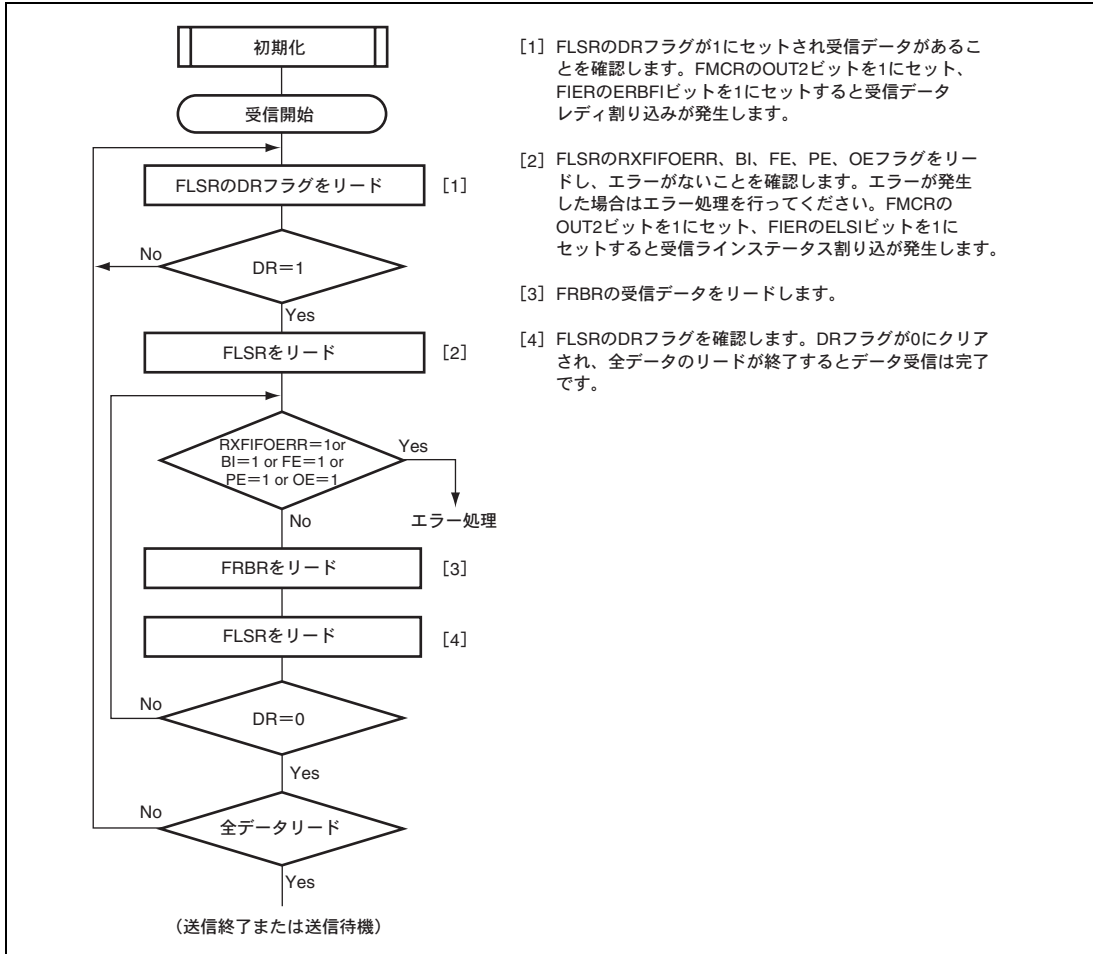 初期化
受信開始
FLSRのDRフラグをリード [1]
No
DR=1
Yes
FLSRをリード [2]
RXFIFOERR=1or
BI=1 or FE=1 or
PE=1 or OE=1
Yes
エラー処理
No
FRBRをリード [3]
FLSRをリード [4]
No
DR=0
Yes
No
全データリード
Yes
(送信終了または送信待機)
[1] FLSRのDRフラグが1にセットされ受信データがあるこ
とを確認します。FMCRのOUT2ビットを1にセット、
FIERのERBFIビットを1にセットすると受信データ
レディ割り込みが発生します。
[2] FLSRのRXFIFOERR、BI、FE、PE、OEフラグをリー
ドし、エラーがないことを確認します。エラーが発生
した場合はエラー処理を行ってください。FMCRの
OUT2ビットを1にセット、FIERのELSIビットを1に
セットすると受信ラインステータス割り込が発生します。
[3] FRBRの受信データをリードします。
[4] FLSRのDRフラグを確認します。DRフラグが0にクリア
され、全データのリードが終了するとデータ受信は完了
です。